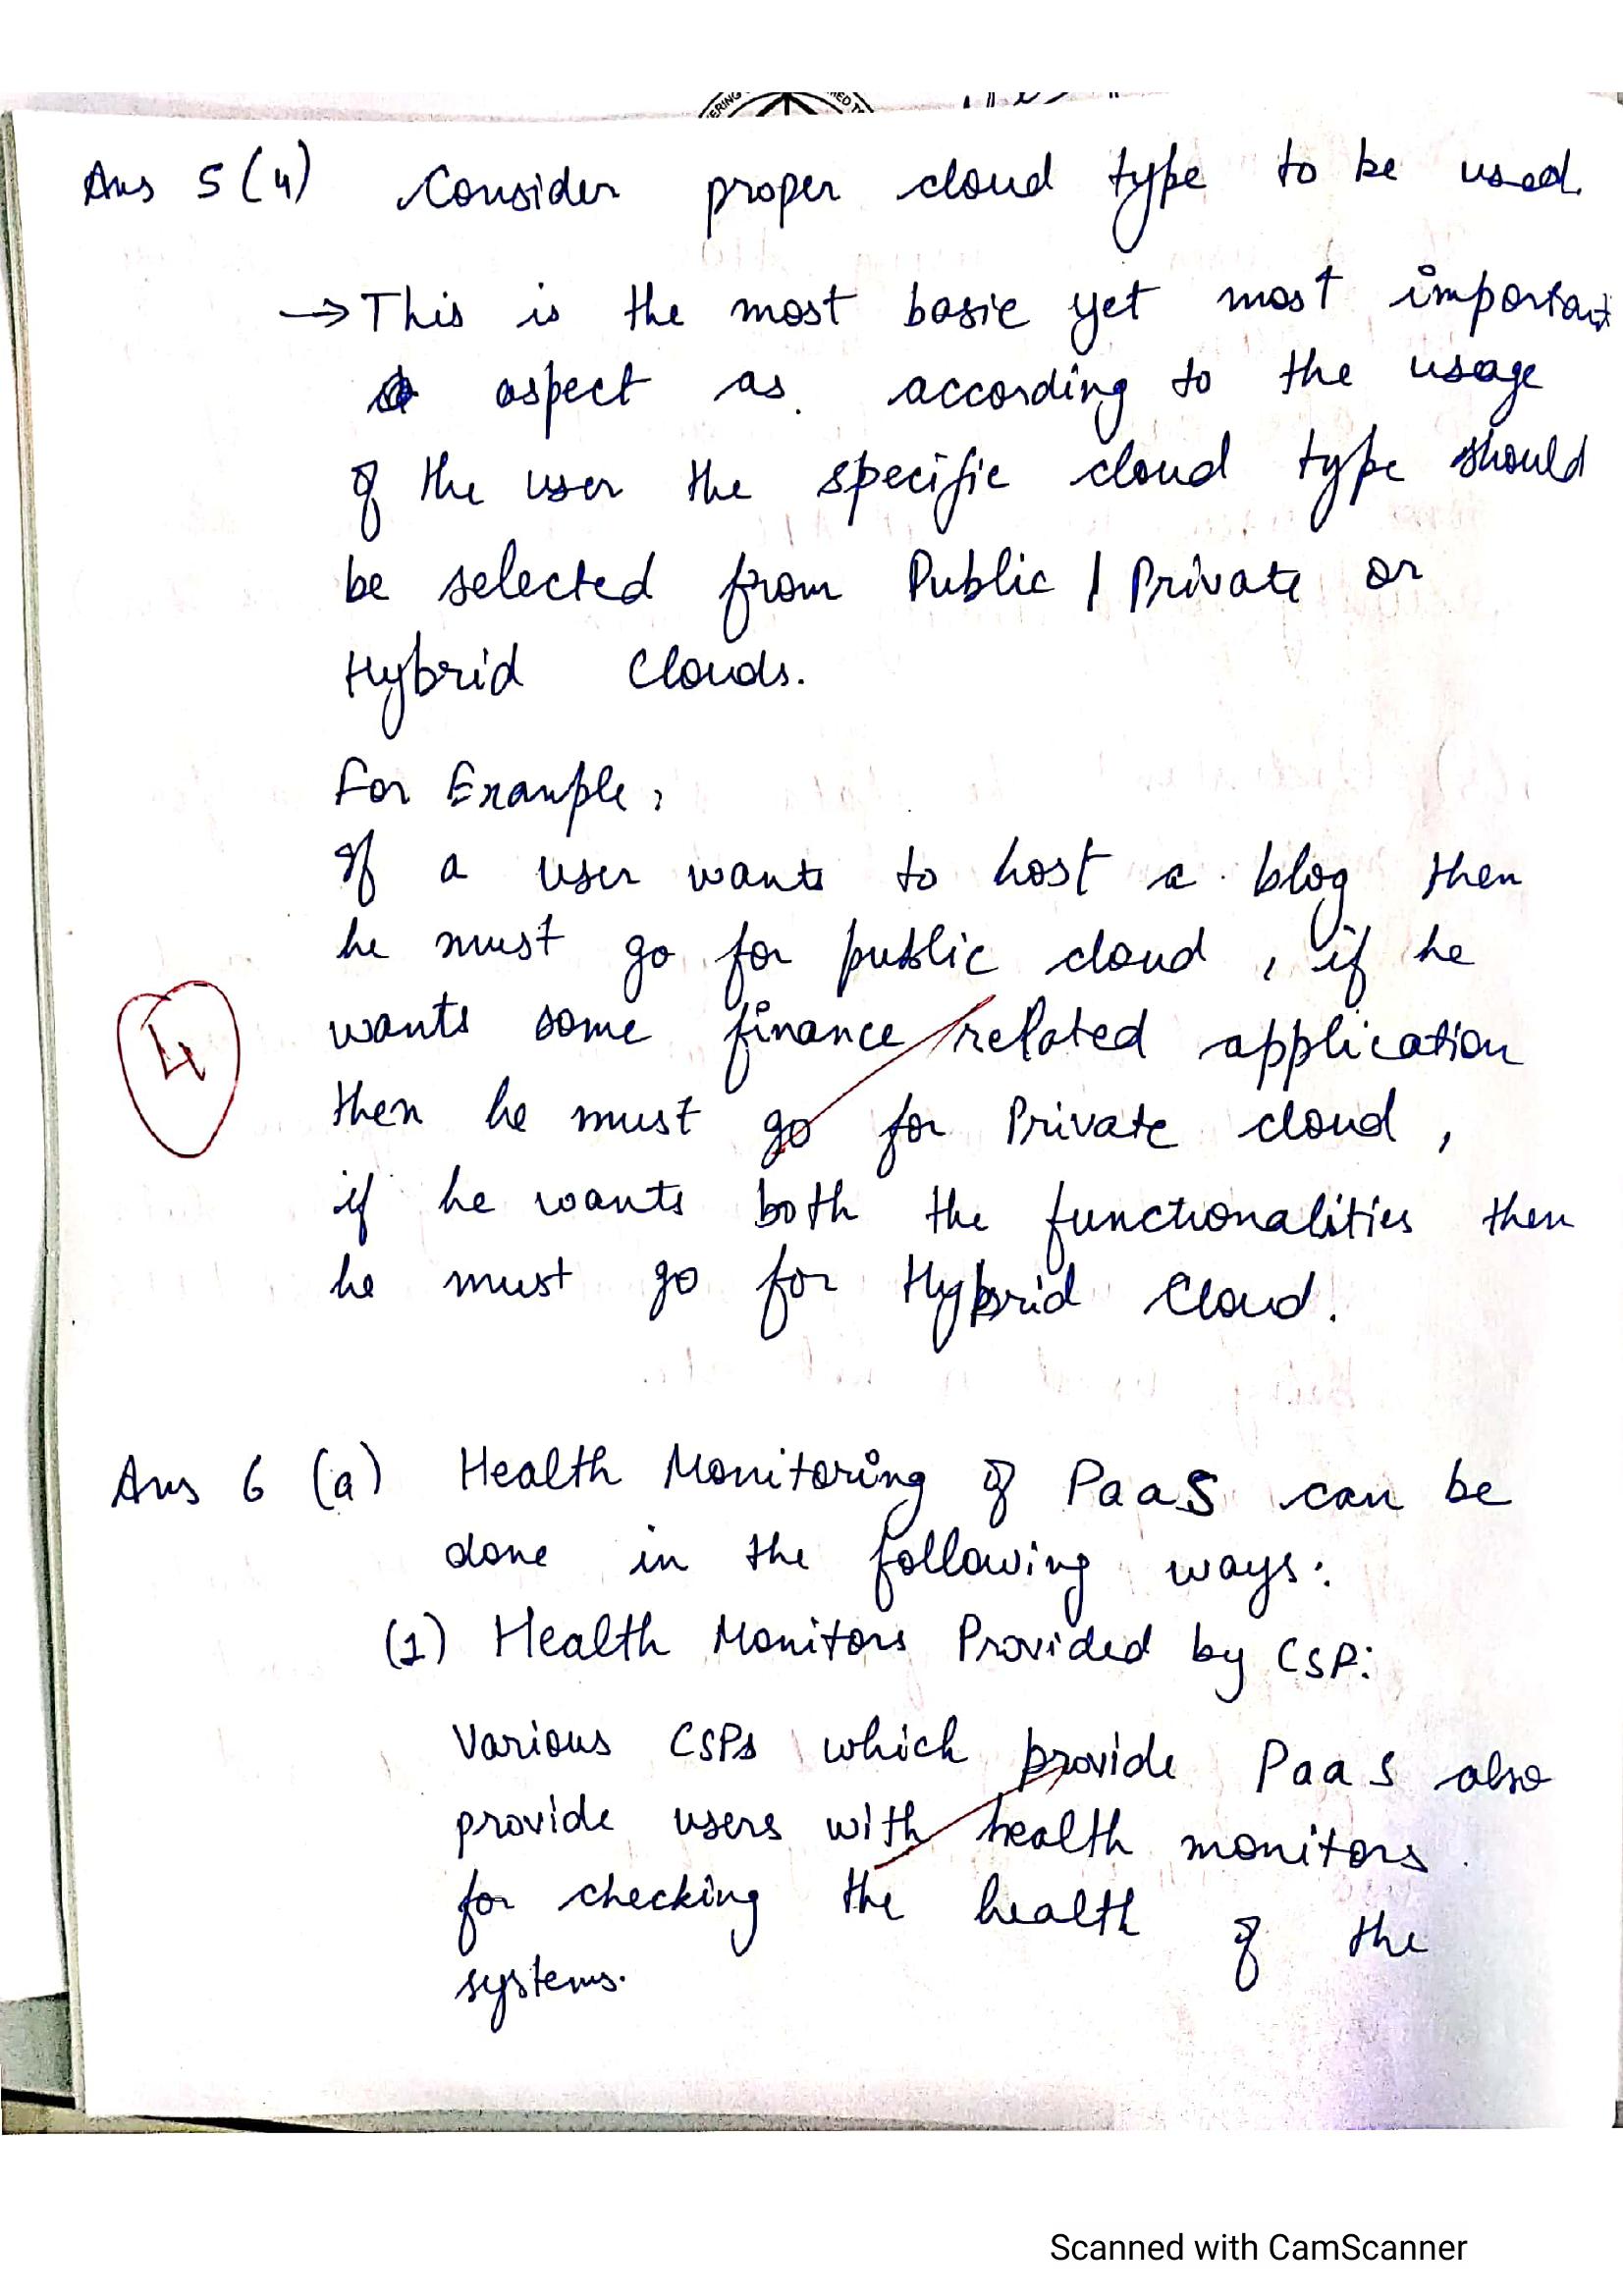 ERING
Ans 5 (4) Consider proper cloud type to be used.
→ This is the most basic yet most important
aspect as according to the usage
of the user the specific cloud type should
be selected from Public / Private or
Hybrid Clouds.
For Example,
If a user wants to host a blog then
he must go for public cloud, if he
wants some finance related application
4
then he must go for Private cloud,
if he wants both the functionalities then
he must go for Hybrid Cloud.
Ans 6 (a) Health Monitoring of PaaS can be
done in the following ways:
(1) Health Monitors Provided by CSP:
Various CSPs which provide PaaS also
provide users with health monitors
for checking the health of the
systems.
Scanned with CamScanner